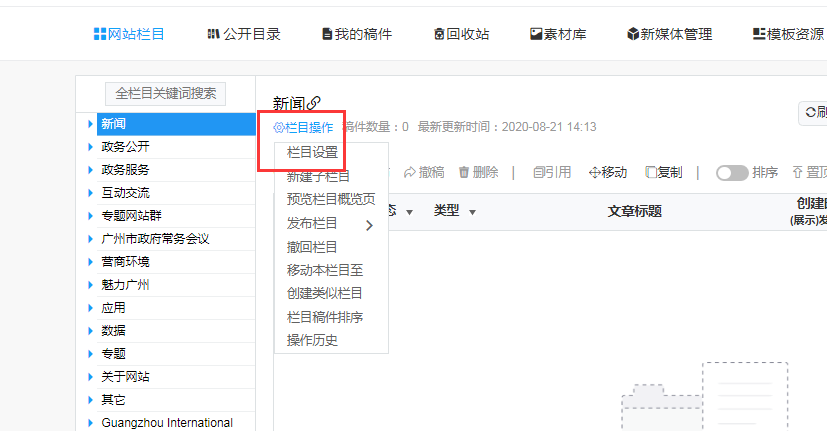 网站栏目 公开目录 我的稿件 回收站 素材库 新媒体管理 模板资源
全栏目关键词搜索
新闻
政务公开
政务服务
互动交流
专题网站群
广州市政府常务会议
营商环境
魅力广州
应用
数据
专题
关于网站
其它
Guangzhou International
新闻
栏目操作 稿件数量：0 最新更新时间：2020-08-21 14:13
刷
栏目设置
新建子栏目
预览栏目概览页
发布栏目
撤回栏目
移动本栏目至
创建类似栏目
栏目稿件排序
操作历史
撤稿 删除 | 引用 移动 复制 | 排序 置顶
态 类型 文章标题 创建
(展示)发